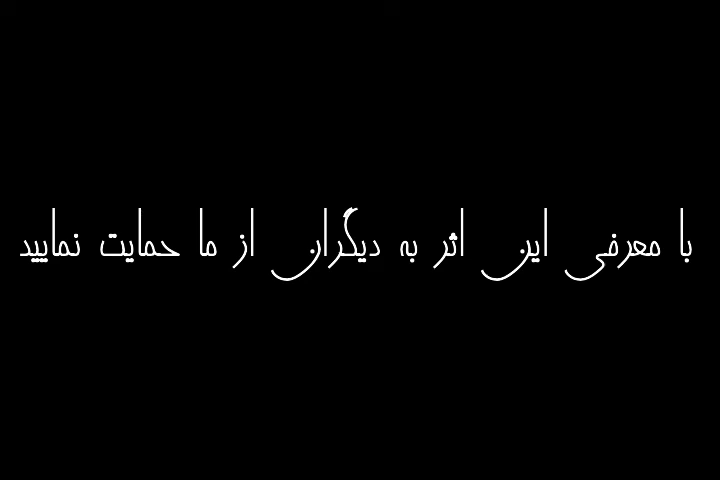 با معرفی این اثر به دیگران از ما حمایت نمایید